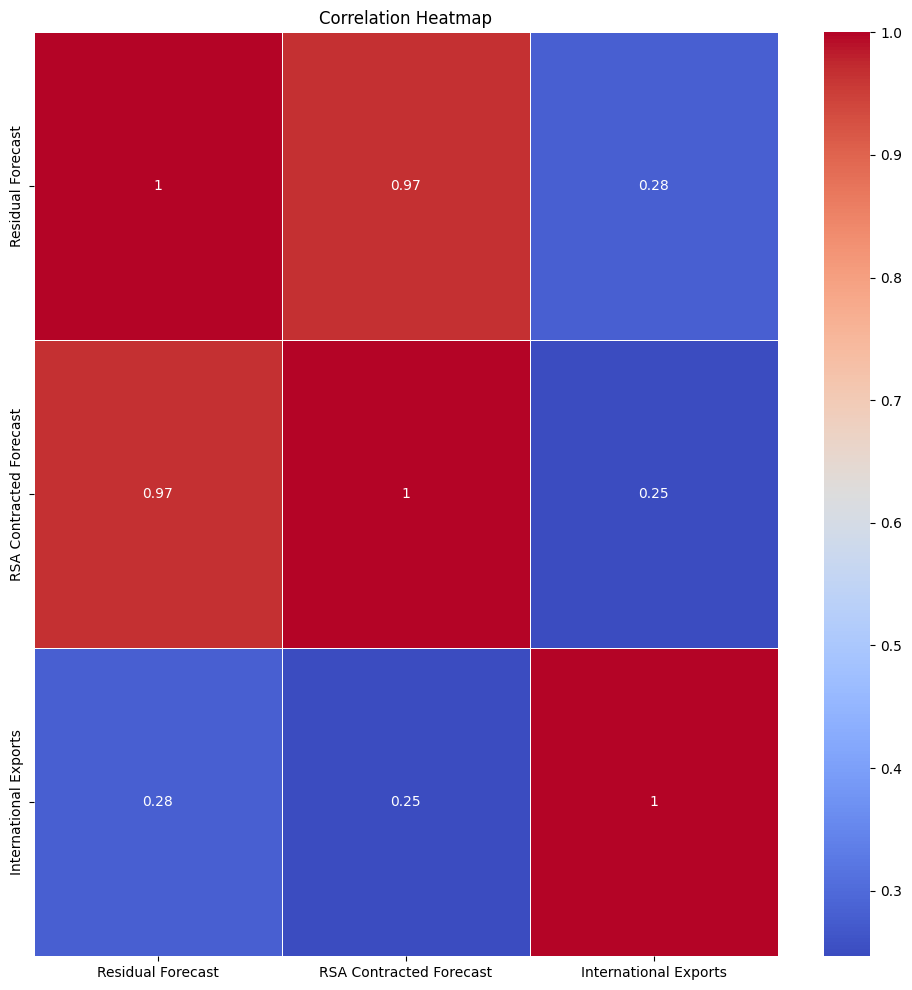 Correlation Heatmap
Residual Forecast
1
0.97
0.28
RSA Contracted Forecast
0.97
1
0.25
International Exports
0.28
0.25
1
Residual Forecast
RSA Contracted Forecast
International Exports
1.0
0.9
0.8
0.7
0.6
0.5
0.4
0.3